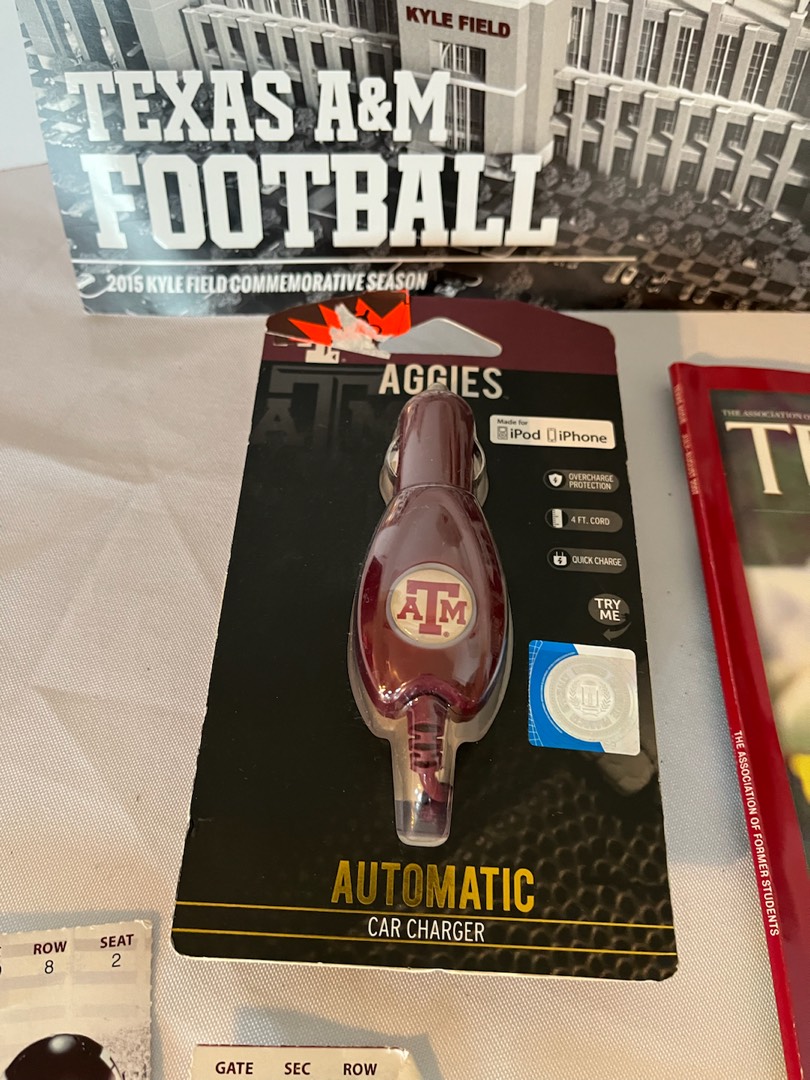 KYLE FIELD
TEXAS A&M
FOOTBALL
2015 KYLE FIELD COMMEMORATIVE SEASON
AGGIES
Made for
iPod iPhone
OVERCHARGE
PROTECTION
4 FT. CORD
QUICK CHARGE
TRY
ME
ATM
AUTOMATIC
CAR CHARGER
THE ASSOCIATION
THE ASSOCIATION OF FORMER STUDENTS
ROW SEAT
8 2
GATE SEC ROW